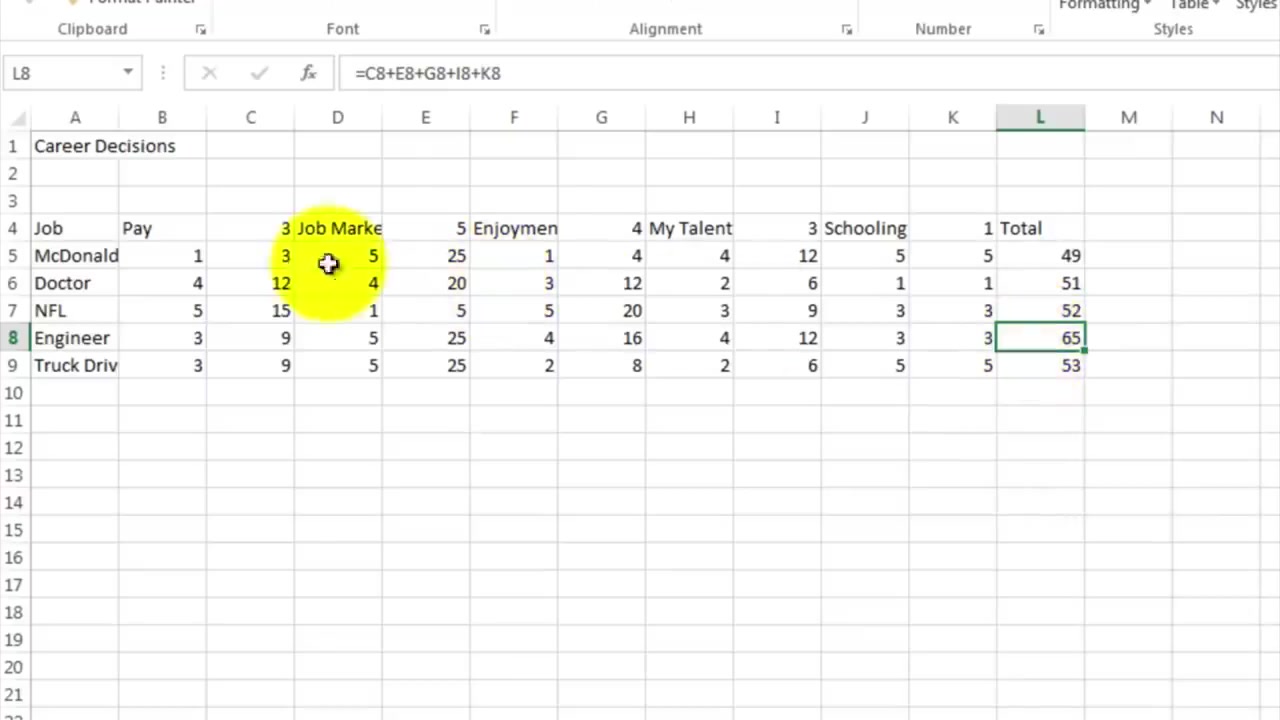 Format Painter
Formatting Table Styles
Clipboard Font Alignment Number Styles
L8 fx =C8+E8+G8+I8+K8
A B C D E F G H I J K L M N
1 Career Decisions
2
3
4 Job Pay 3 Job Marke 5 Enjoymen 4 My Talent 3 Schooling 1 Total
5 McDonald 1 3 5 25 1 4 4 12 5 5 49
6 Doctor 4 12 4 20 3 12 2 6 1 1 51
7 NFL 5 15 1 5 5 20 3 9 3 3 52
8 Engineer 3 9 5 25 4 16 4 12 3 3 65
9 Truck Driv 3 9 5 25 2 8 2 6 5 5 53
10
11
12
13
14
15
16
17
18
19
20
21
22